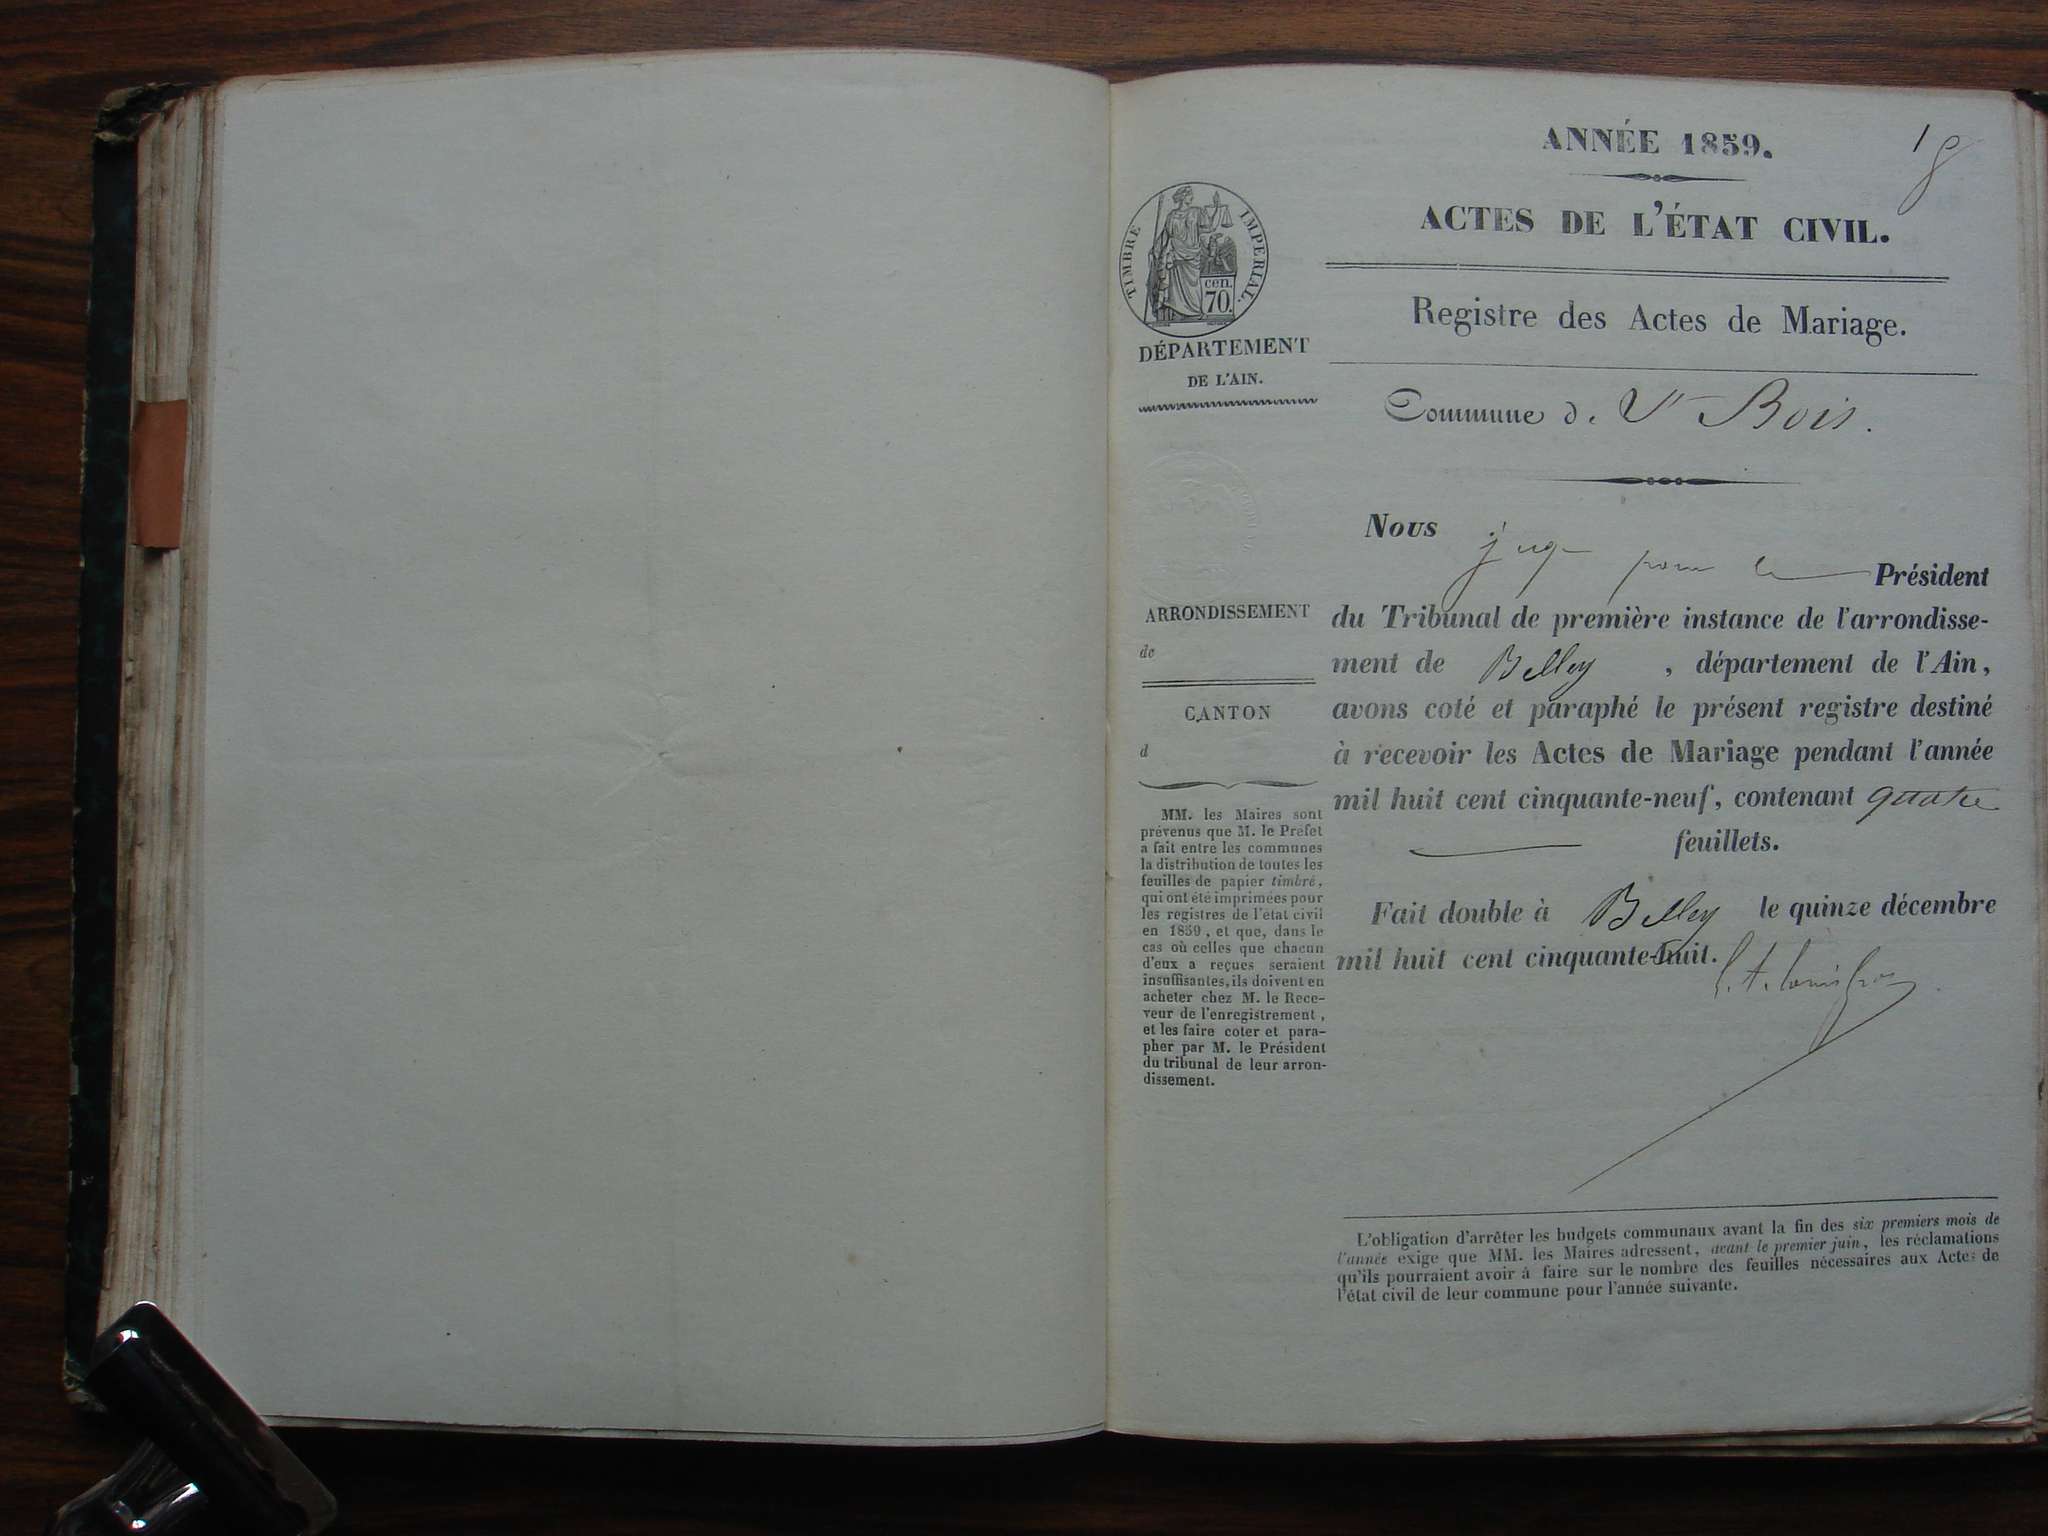 ANNÉE 1859.
1
ACTES DE L'ÉTAT CIVIL.
TIMBRE IMPERIAL.
cen.
70.
Registre des Actes de Mariage.
DÉPARTEMENT
DE L'AIN.
Commune d. St Bois.
Nous
juge pour le Président
ARRONDISSEMENT
de
CANTON
d
du Tribunal de première instance de l'arrondisse-
ment de Belley, département de l'Ain,
avons coté et paraphé le présent registre destiné
à recevoir les Actes de Mariage pendant l'année
mil huit cent cinquante-neuf, contenant quatre
feuillets.
Fait double à Belley le quinze décembre
mil huit cent cinquante-huit.
MM. les Maires sont
prévenus que M. le Préfet
a fait entre les communes
la distribution de toutes les
feuilles de papier timbré,
qui ont été imprimées pour
les registres de l'état civil
en 1859, et que, dans le
cas où celles que chacun
d'eux a reçues seraient
insuffisantes, ils doivent en
acheter chez M. le Rece-
veur de l'enregistrement,
et les faire coter et para-
pher par M. le Président
du tribunal de leur arron-
dissement.
L'obligation d'arrêter les budgets communaux avant la fin des six premiers mois de
l'année exige que MM. les Maires adressent, avant le premier juin, les réclamations
qu'ils pourraient avoir à faire sur le nombre des feuilles nécessaires aux Actes de
l'état civil de leur commune pour l'année suivante.